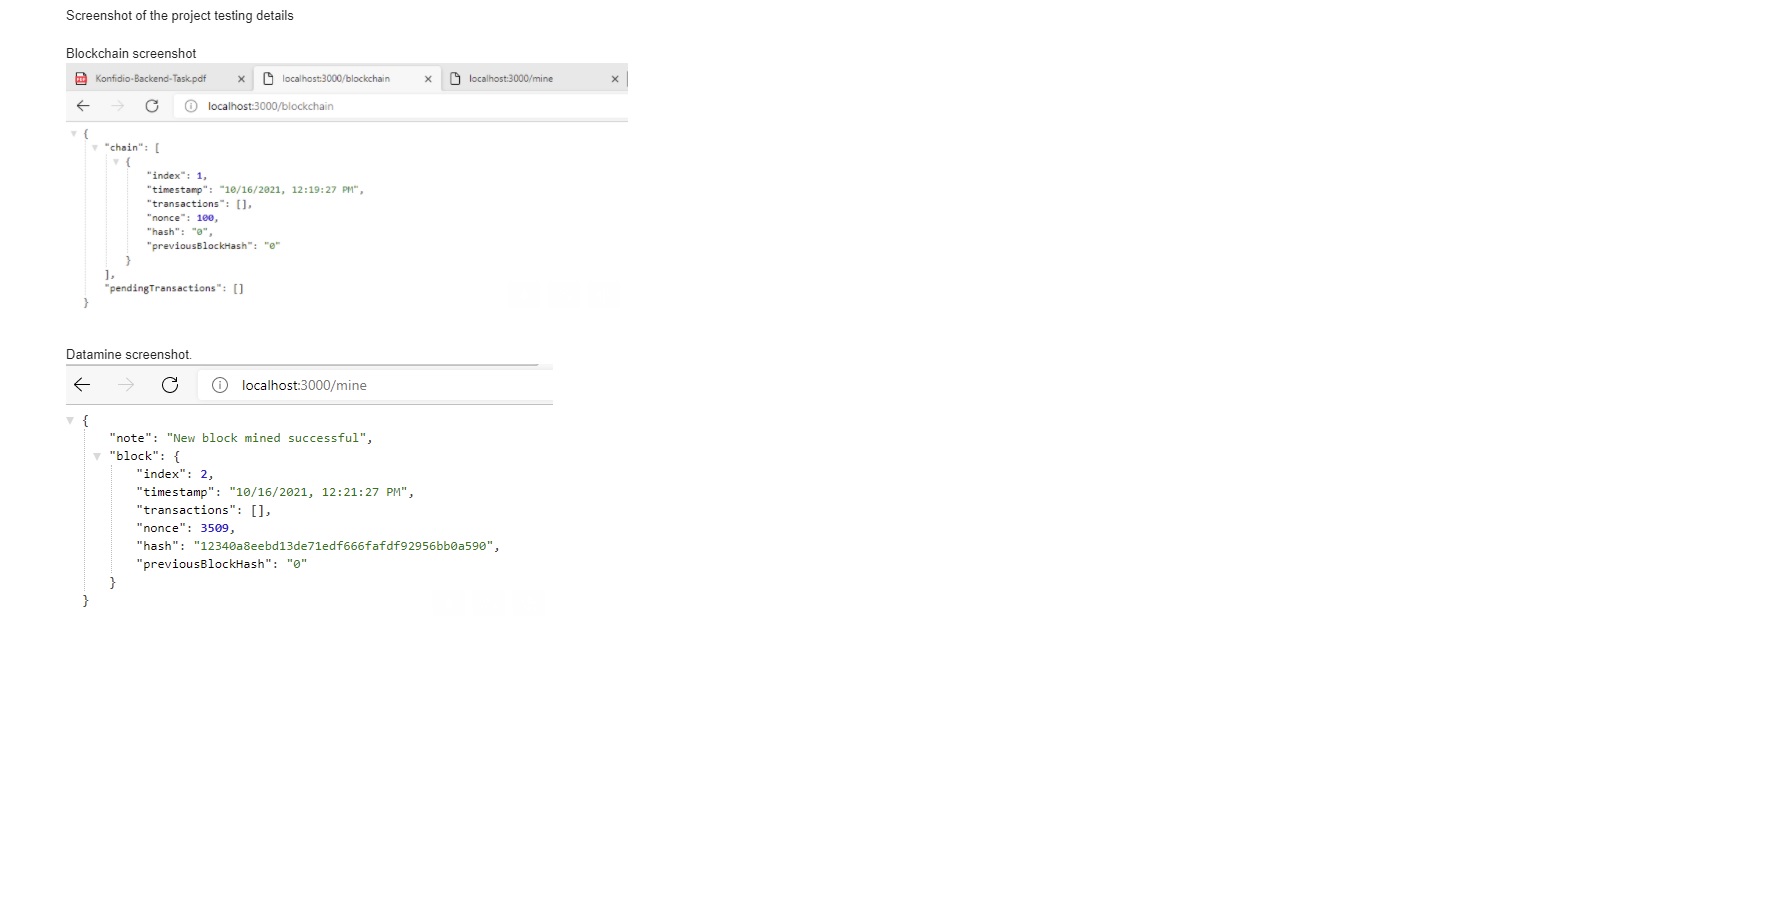 Screenshot of the project testing details
Blockchain screenshot
Konfidio-Backend-Task.pdf localhost:3000/blockchain localhost:3000/mine
localhost:3000/blockchain
{
"chain": [
{
"index": 1,
"timestamp": "10/16/2021, 12:19:27 PM",
"transactions": [],
"nonce": 100,
"hash": "0",
"previousBlockHash": "0"
}
],
"pendingTransactions": []
}
Datamine screenshot.
localhost:3000/mine
{
"note": "New block mined successful",
"block": {
"index": 2,
"timestamp": "10/16/2021, 12:21:27 PM",
"transactions": [],
"nonce": 3509,
"hash": "12340a8eebd13de71edf666fafdf92956bb0a590",
"previousBlockHash": "0"
}
}